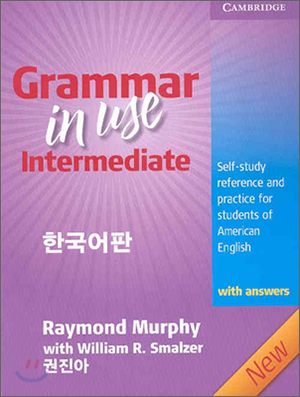 CAMBRIDGE
Grammar
in use
Intermediate
Self-study
reference and
practice for
students of
American
English
한국어판
with answers
Raymond Murphy
with William R. Smalzer
권진아
New